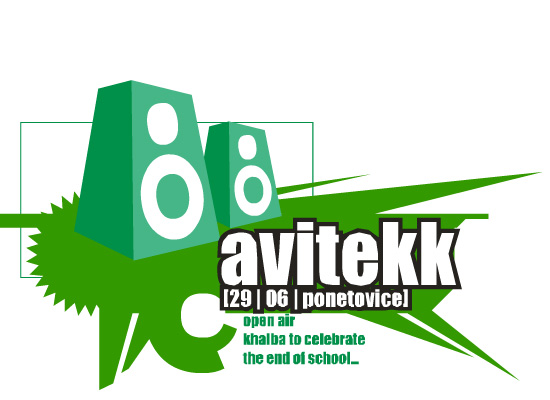 avitekk
[29 | 06 | ponetovice]
open air
khalba to celebrate
the end of school...